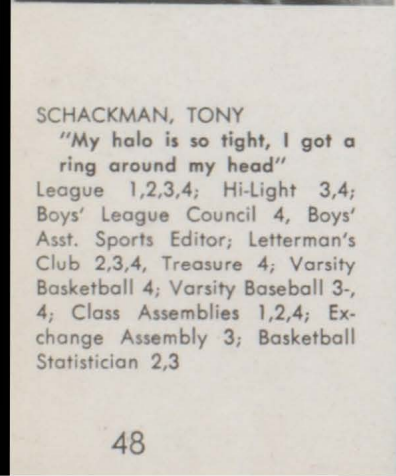 SCHACKMAN, TONY
"My halo is so tight, I got a
ring around my head"
League 1,2,3,4; Hi-Light 3,4;
Boys' League Council 4, Boys'
Asst. Sports Editor; Letterman's
Club 2,3,4, Treasure 4; Varsity
Basketball 4; Varsity Baseball 3-,
4; Class Assemblies 1,2,4; Ex-
change Assembly 3; Basketball
Statistician 2,3
48